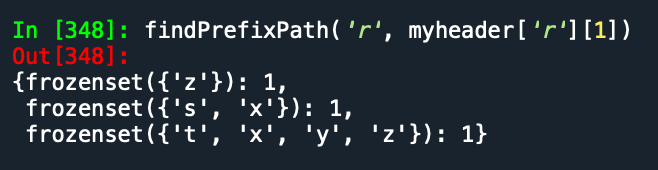 In [348]: findPrefixPath('r', myheader['r'][1])
Out[348]:
{frozenset({'z'}): 1,
 frozenset({'s', 'x'}): 1,
 frozenset({'t', 'x', 'y', 'z'}): 1}